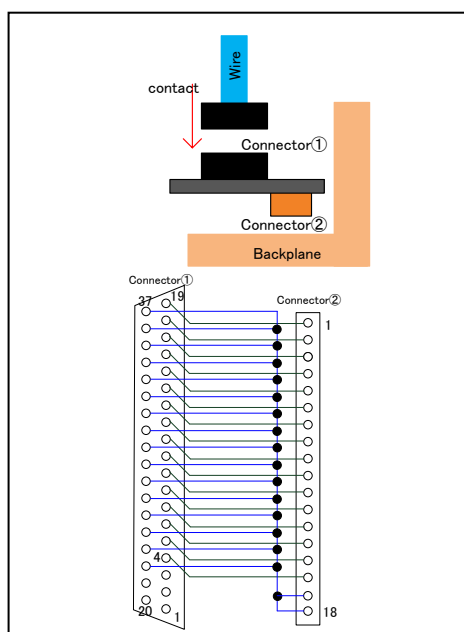 Wire
contact
Connector①
Connector②
Backplane
Connector①
37
19
Connector②
1
4
20
1
18